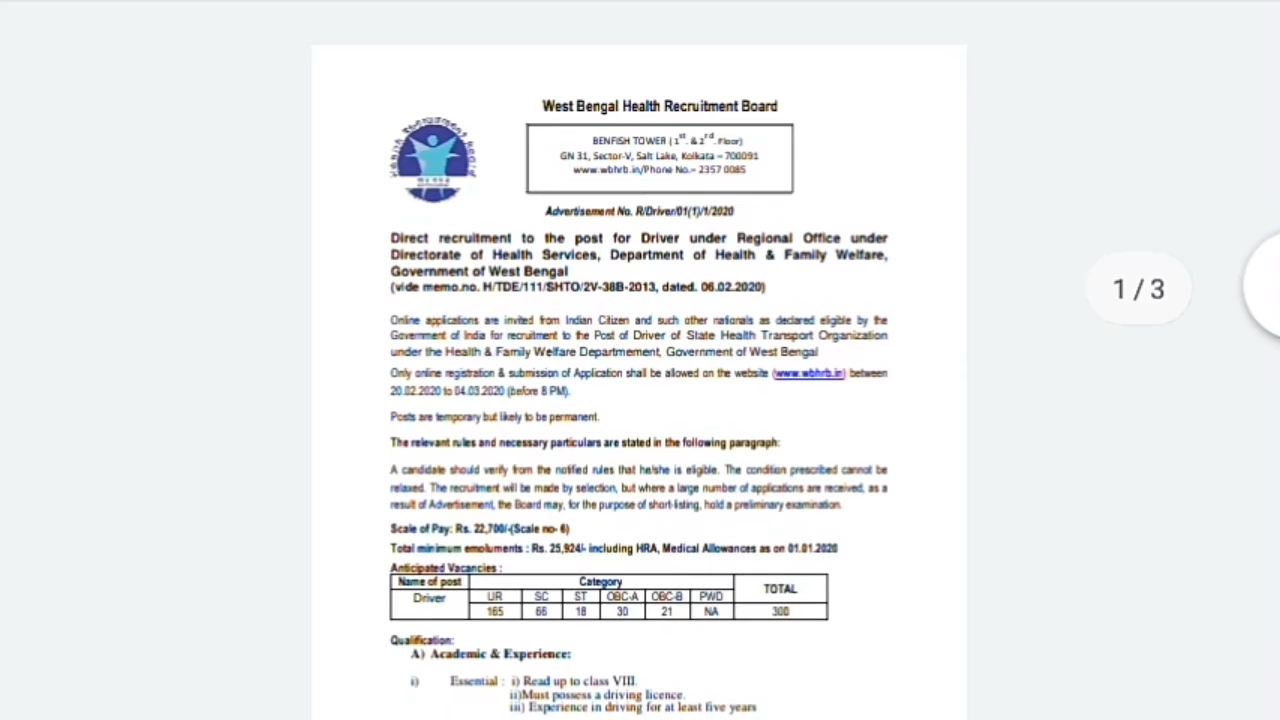 West Bengal Health Recruitment Board
BENFISH TOWER ( 1st. & 2nd. Floor)
GN 31, Sector-V, Salt Lake, Kolkata – 700091
www.wbhrb.in/Phone No.– 2357 0085
Advertisement No. R/Driver/01(1)/1/2020
Direct recruitment to the post for Driver under Regional Office under
Directorate of Health Services, Department of Health & Family Welfare,
Government of West Bengal
(vide memo.no. H/TDE/111/SHTO/2V-38B-2013, dated. 06.02.2020)
1 / 3
Online applications are invited from Indian Citizen and such other nationals as declared eligible by the
Government of India for recruitment to the Post of Driver of State Health Transport Organization
under the Health & Family Welfare Departmement, Government of West Bengal
Only online registration & submission of Application shall be allowed on the website (www.wbhrb.in) between
20.02.2020 to 04.03.2020 (before 8 PM).
Posts are temporary but likely to be permanent.
The relevant rules and necessary particulars are stated in the following paragraph:
A candidate should verify from the notified rules that he/she is eligible. The condition prescribed cannot be
relaxed. The recruitment will be made by selection, but where a large number of applications are received, as a
result of Advertisement, the Board may, for the purpose of short-listing, hold a preliminary examination.
Scale of Pay: Rs. 22,700/-(Scale no- 6)
Total minimum emoluments : Rs. 25,924/- including HRA, Medical Allowances as on 01.01.2020
Anticipated Vacancies :
Name of post Category TOTAL
Driver UR SC ST OBC-A OBC-B PWD
165 66 18 30 21 NA 300
Qualification:
A) Academic & Experience:
i) Essential : i) Read up to class VIII.
ii)Must possess a driving licence.
iii) Experience in driving for at least five years